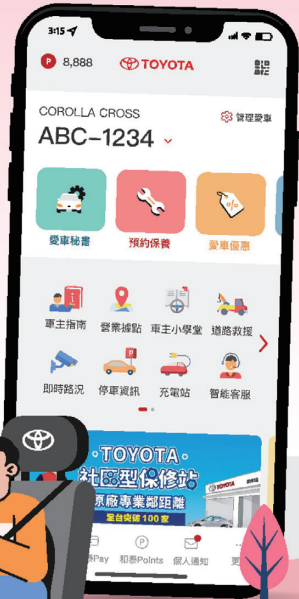 3:15
P 8,888
TOYOTA
COROLLA CROSS
管理愛車
ABC-1234
愛車秘書
預約保養
愛車優惠
車主指南
營業據點
車主小學堂
道路救援
即時路況
P
停車資訊
充電站
智能客服
·TOYOTA·
社區型保修站
原廠專業鄰距離
全台突破100家
Pay
和泰Points
個人通知